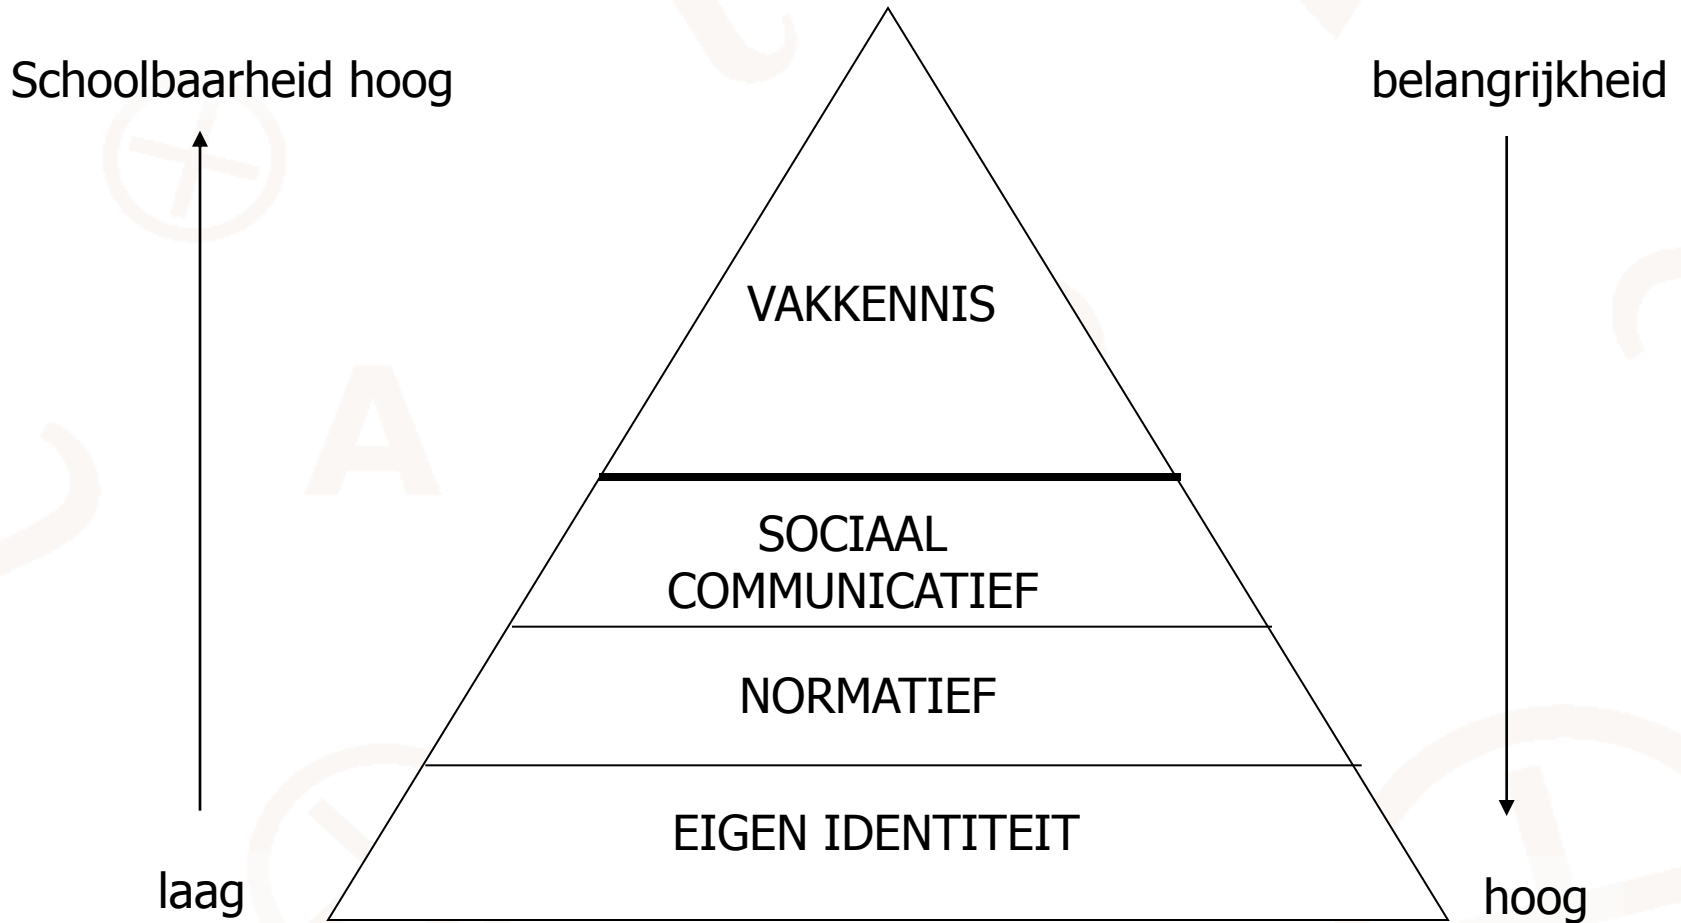 Schoolbaarheid hoog
belangrijkheid
VAKKENNIS
A
SOCIAAL
COMMUNICATIEF
NORMATIEF
EIGEN IDENTITEIT
laag
hoog